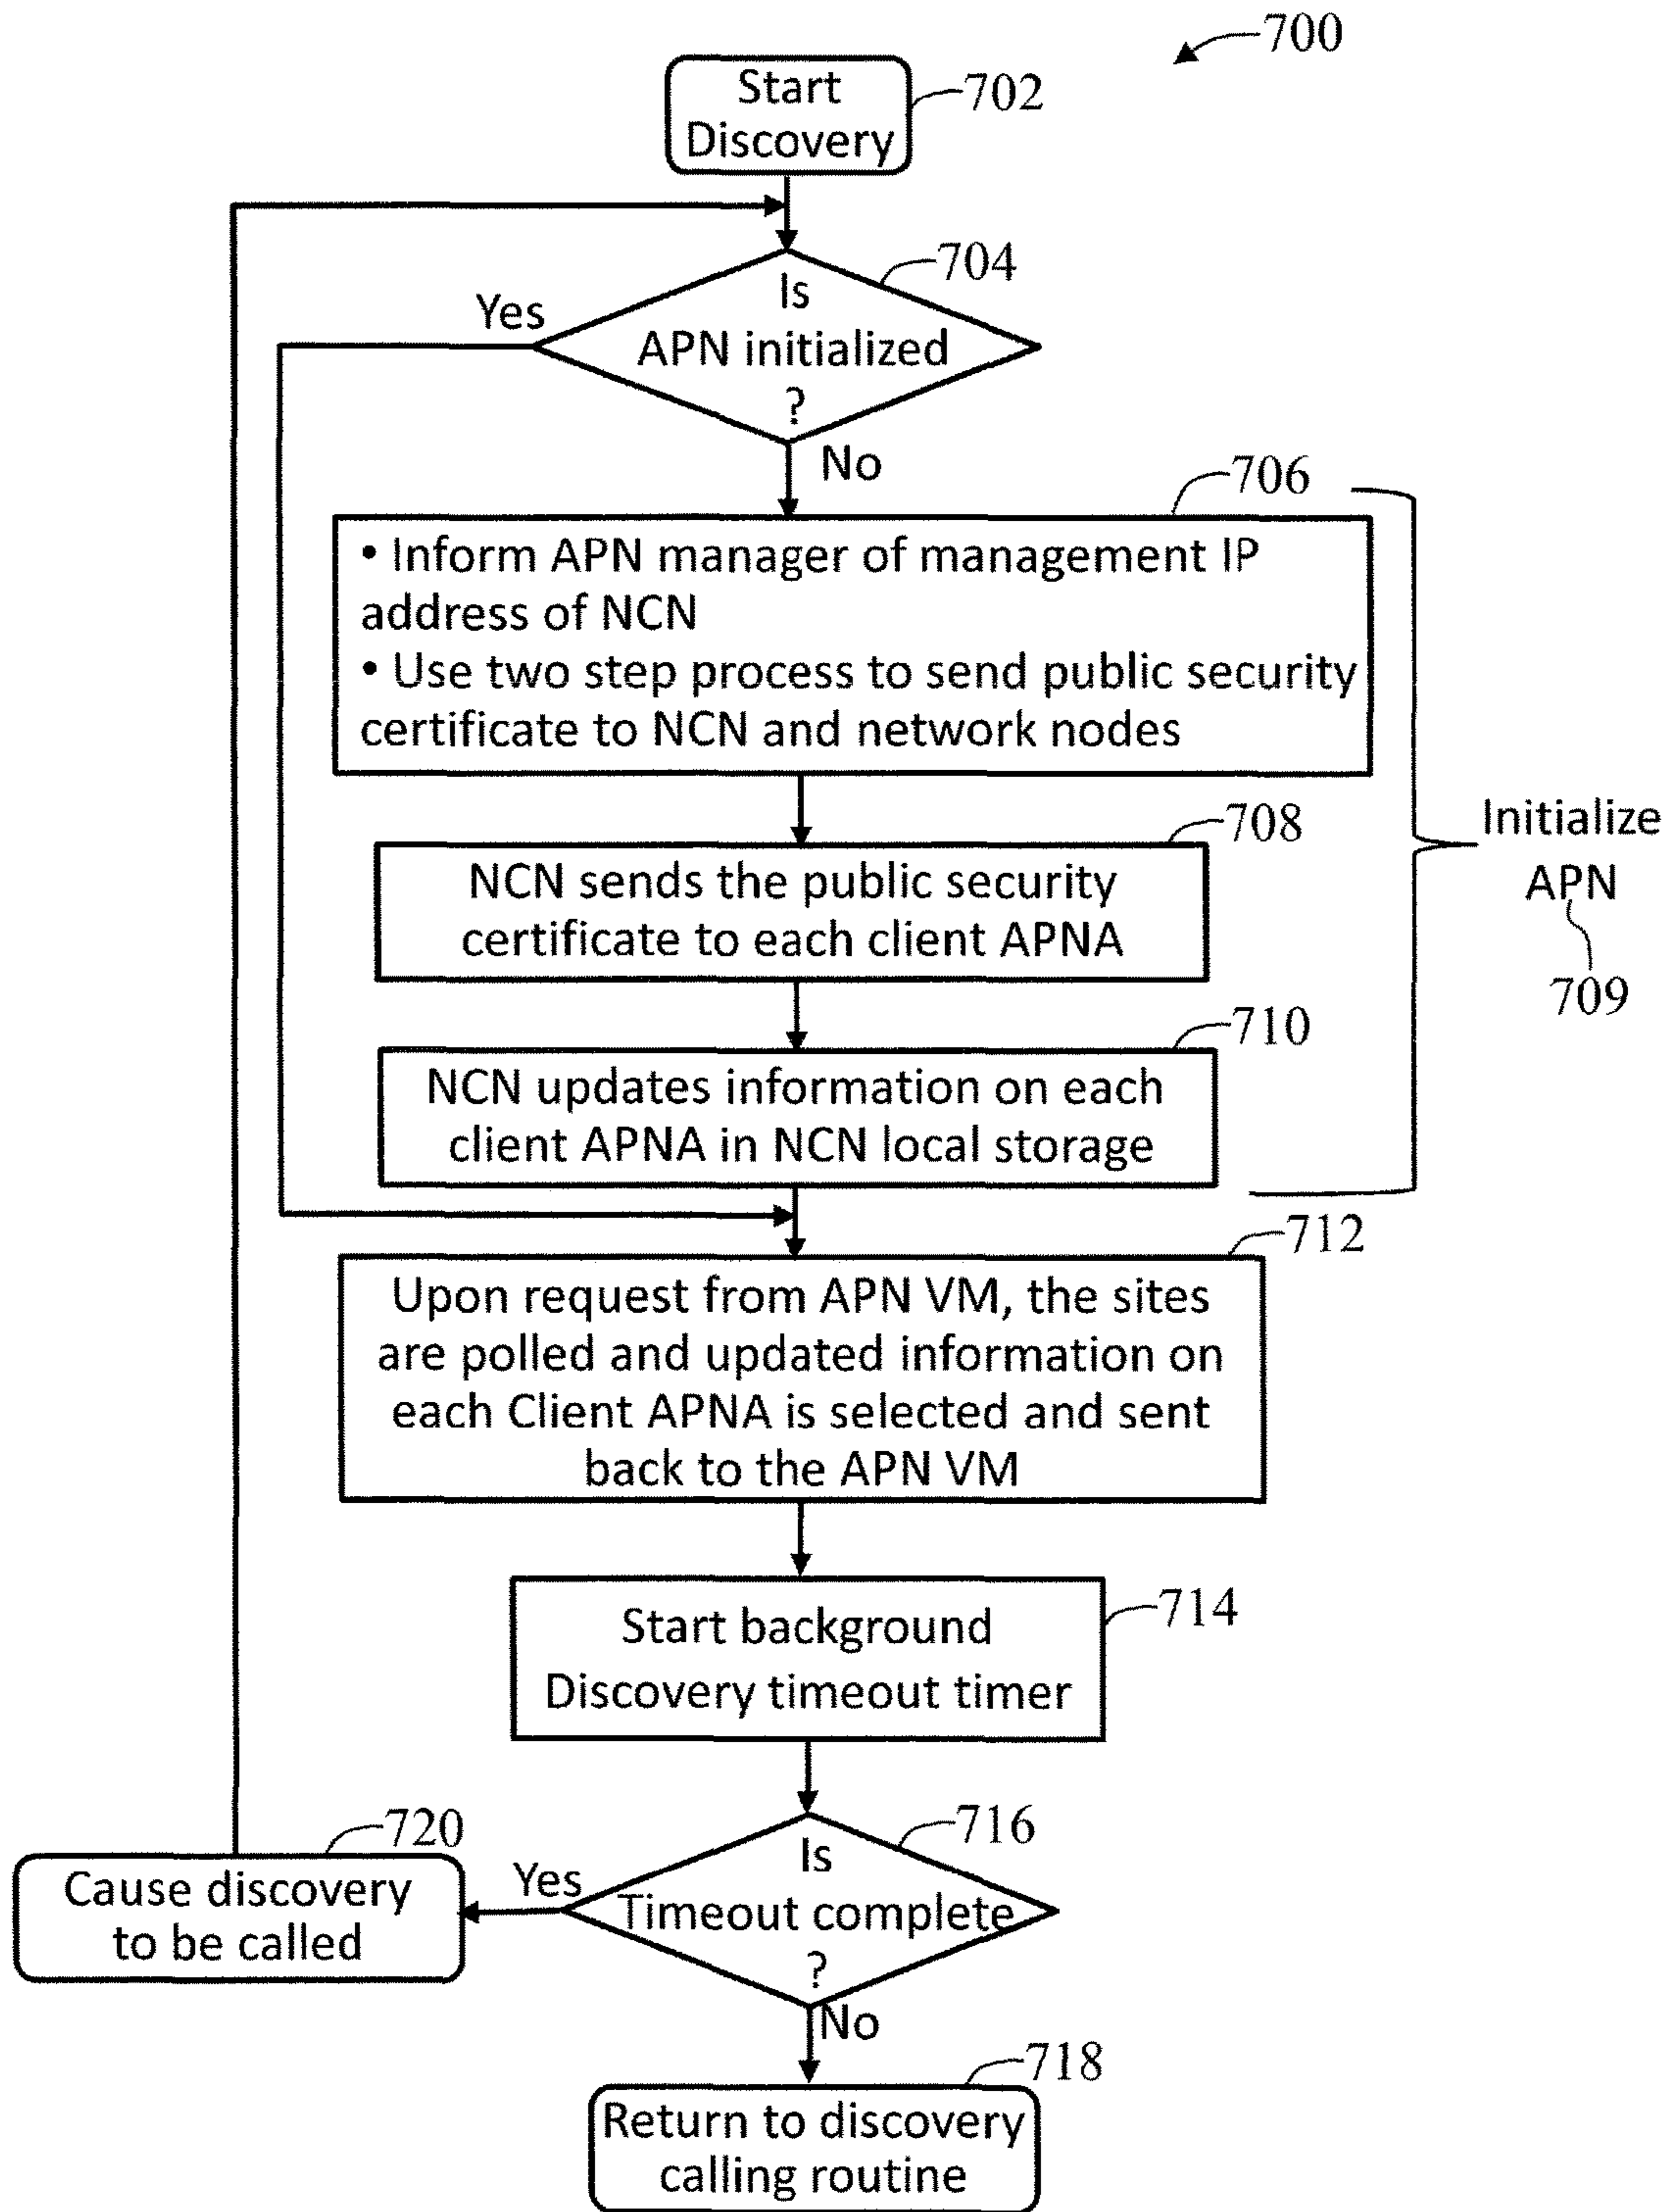 700
Start
Discovery
702
704
Is
APN initialized
?
Yes
No
706
• Inform APN manager of management IP
address of NCN
• Use two step process to send public security
certificate to NCN and network nodes
708
NCN sends the public security
certificate to each client APNA
Initialize
APN
709
710
NCN updates information on each
client APNA in NCN local storage
712
Upon request from APN VM, the sites
are polled and updated information on
each Client APNA is selected and sent
back to the APN VM
714
Start background
Discovery timeout timer
716
Is
Timeout complete
?
Yes
720
Cause discovery
to be called
No
718
Return to discovery
calling routine